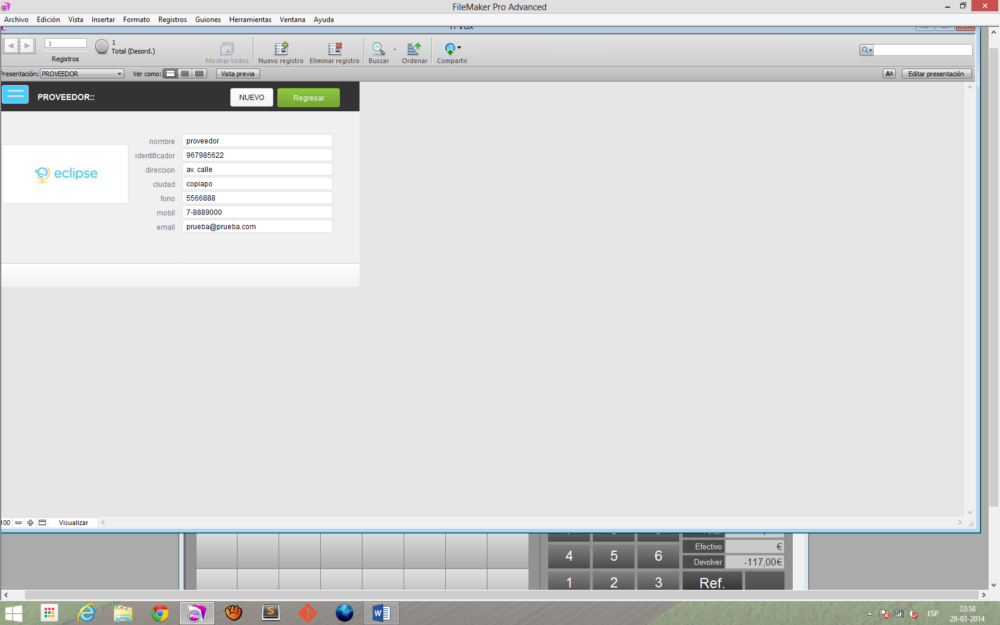 FileMaker Pro Advanced
Archivo Edición Vista Insertar Formato Registros Guiones Herramientas Ventana Ayuda
1
1
Total (Desord.)
Registros
Mostrar todos Nuevo registro Eliminar registro Buscar Ordenar Compartir
Presentación: PROVEEDOR Ver como: Vista previa Aa Editar presentación
PROVEEDOR:: NUEVO Regresar
nombre proveedor
identificador 967985622
direccion av. calle
ciudad copiapo
fono 5566888
mobil 7-8889000
email prueba@prueba.com
eclipse
100 Visualizar
Efectivo €
4 5 6
Devolver -117,00€
1 2 3 Ref.
Pro S W
ESP
22:58
28-03-2014